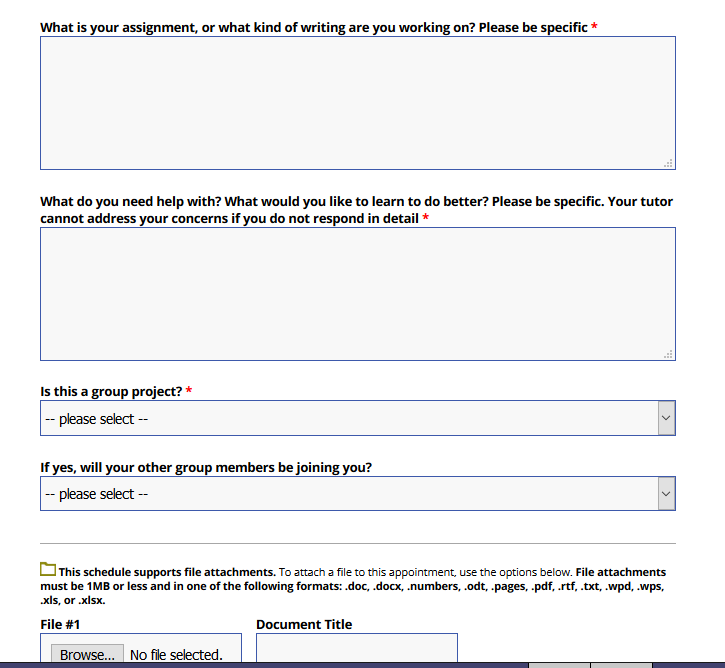 What is your assignment, or what kind of writing are you working on? Please be specific *
What do you need help with? What would you like to learn to do better? Please be specific. Your tutor
cannot address your concerns if you do not respond in detail *
Is this a group project? *
-- please select --
If yes, will your other group members be joining you?
-- please select --
This schedule supports file attachments. To attach a file to this appointment, use the options below. File attachments
must be 1MB or less and in one of the following formats: .doc, .docx, .numbers, .odt, .pages, .pdf, .rtf, .txt, .wpd, .wps,
.xls, or .xlsx.
File #1 Document Title
Browse... No file selected.